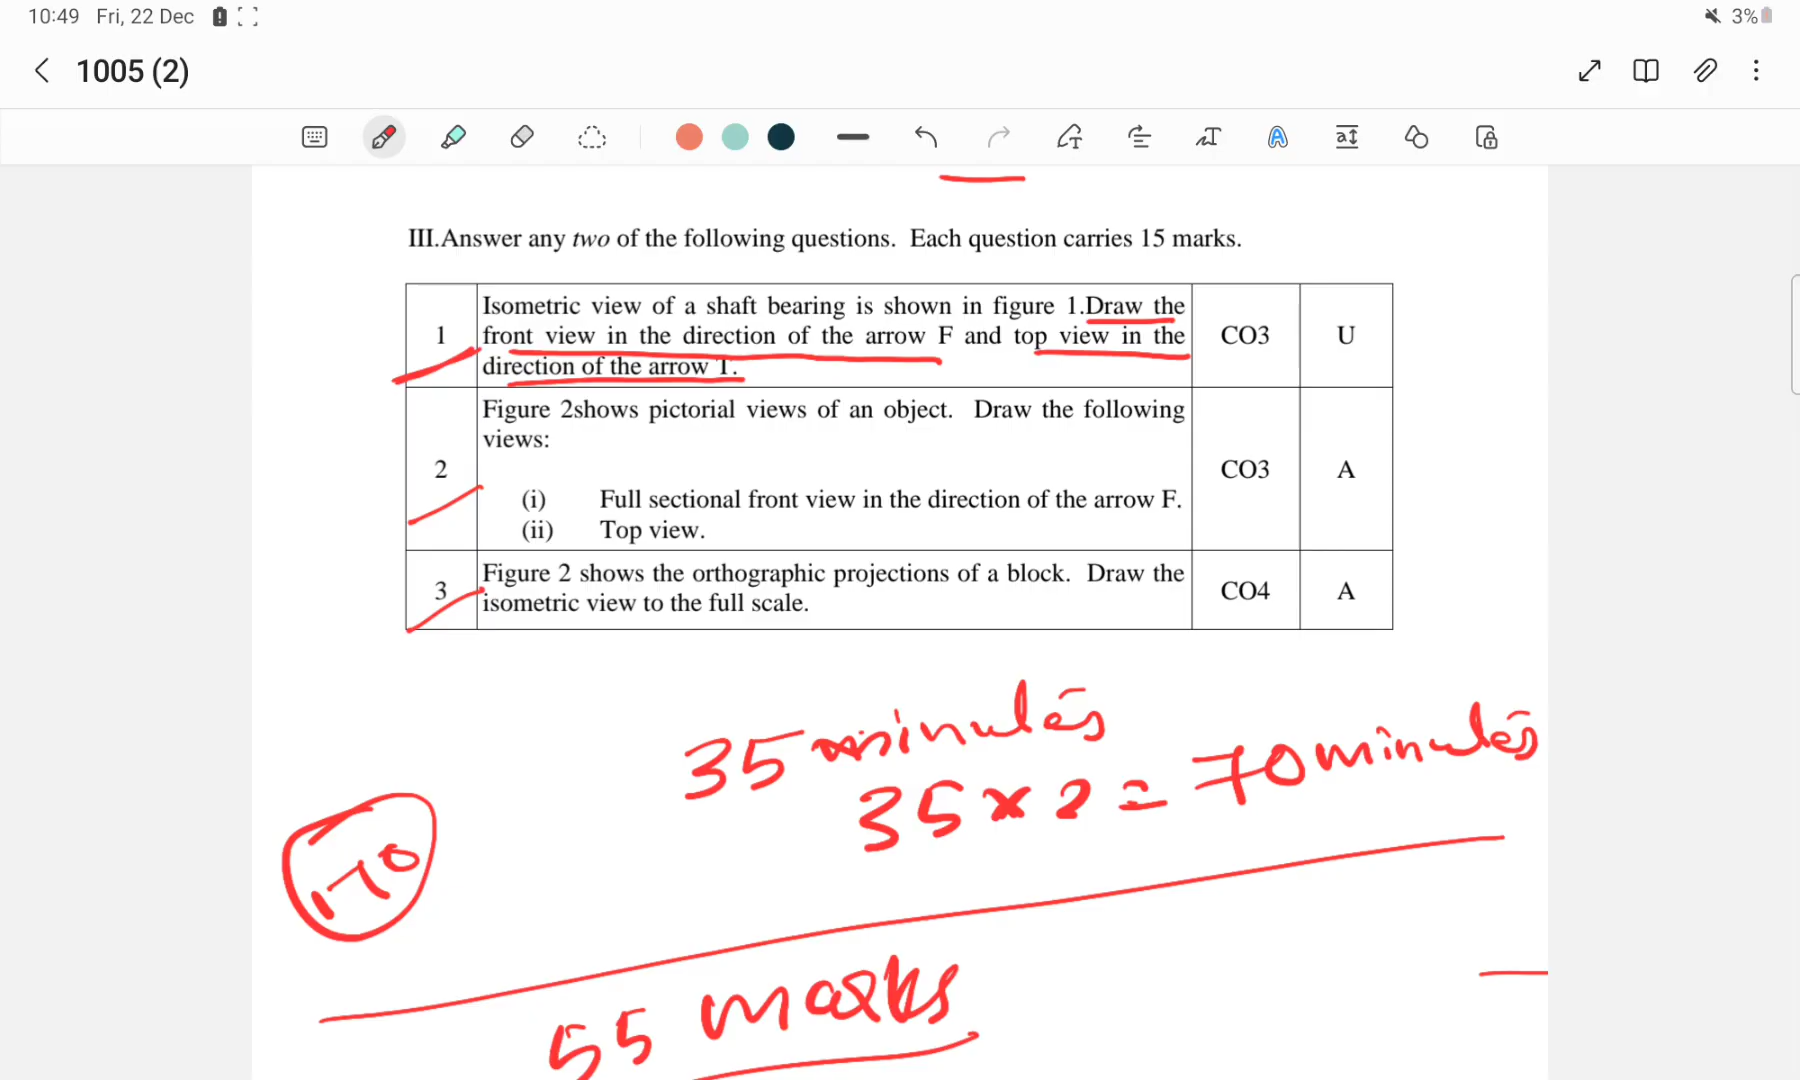 10:49 Fri, 22 Dec 3%
1005 (2)
III.Answer any two of the following questions. Each question carries 15 marks.
1
Isometric view of a shaft bearing is shown in figure 1.Draw the
front view in the direction of the arrow F and top view in the
direction of the arrow T.
CO3
U
2
Figure 2shows pictorial views of an object. Draw the following
views:
(i) Full sectional front view in the direction of the arrow F.
(ii) Top view.
CO3
A
3
Figure 2 shows the orthographic projections of a block. Draw the
isometric view to the full scale.
CO4
A
35 minutes
35 x 2 = 70 minutes
170
55 marks